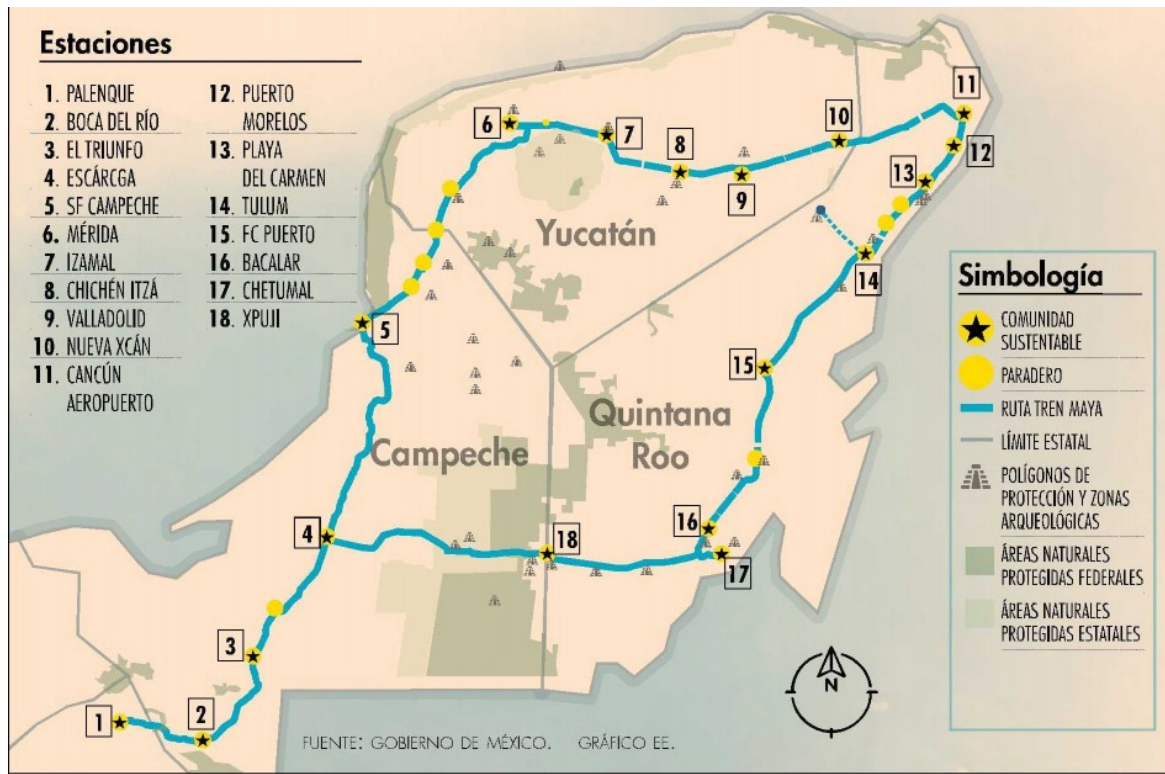 Estaciones
1. PALENQUE
2. BOCA DEL RÍO
3. EL TRIUNFO
4. ESCÁRCGA
5. SF CAMPECHE
6. MÉRIDA
7. IZAMAL
8. CHICHÉN ITZÁ
9. VALLADOLID
10. NUEVA XCÁN
11. CANCÚN
AEROPUERTO
12. PUERTO
MORELOS
13. PLAYA
DEL CARMEN
14. TULUM
15. FC PUERTO
16. BACALAR
17. CHETUMAL
18. XPUJI
6
7
8
9
10
11
12
13
14
Yucatán
5
15
Quintana
Roo
Campeche
4
18
16
17
3
2
1
Simbología
COMUNIDAD
SUSTENTABLE
PARADERO
RUTA TREN MAYA
LÍMITE ESTATAL
POLÍGONOS DE
PROTECCIÓN Y ZONAS
ARQUEOLÓGICAS
ÁREAS NATURALES
PROTEGIDAS FEDERALES
ÁREAS NATURALES
PROTEGIDAS ESTATALES
N
FUENTE: GOBIERNO DE MÉXICO. GRÁFICO EE.